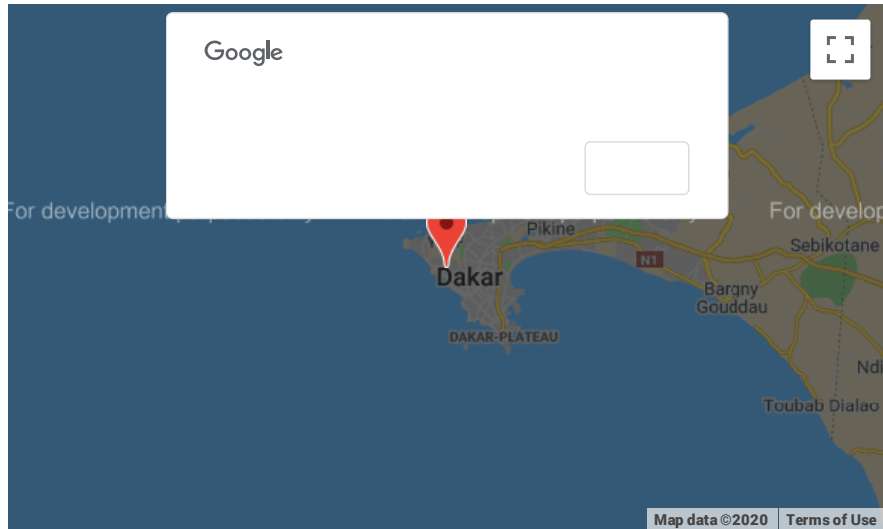 Google
For development
For develop
Pikine
Sebikotane
N1
Dakar
Bargny
Gouddau
DAKAR-PLATEAU
Ndi
Toubab Dialao
Map data ©2020
Terms of Use